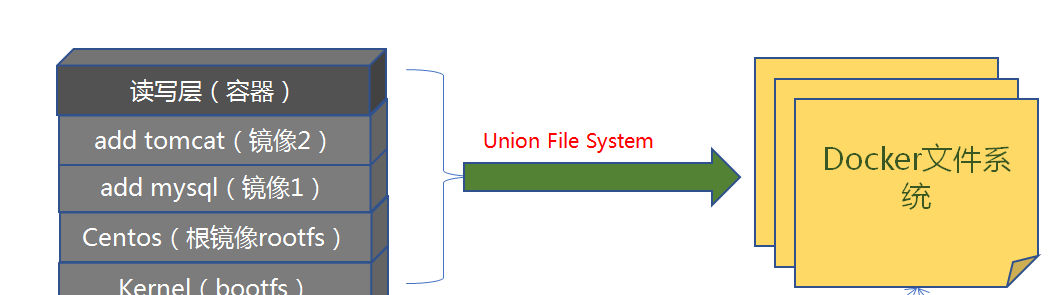 读写层（容器）
add tomcat（镜像2）
add mysql（镜像1）
Centos（根镜像rootfs）
Kernel（bootfs）
Union File System
Docker文件系
统